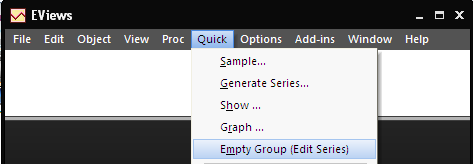 EViews
File Edit Object View Proc Quick Options Add-ins Window Help
Sample...
Generate Series...
Show ...
Graph ...
Empty Group (Edit Series)